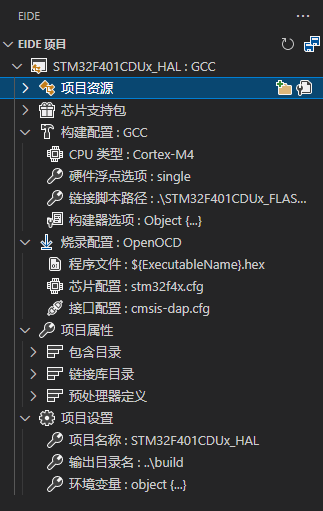 EIDE
EIDE 项目
STM32F401CDUx_HAL : GCC
项目资源
芯片支持包
构建配置 : GCC
CPU 类型 : Cortex-M4
硬件浮点选项 : single
链接脚本路径 : .\STM32F401CDUx_FLAS...
构建器选项 : Object {...}
烧录配置 : OpenOCD
程序文件 : ${ExecutableName}.hex
芯片配置 : stm32f4x.cfg
接口配置 : cmsis-dap.cfg
项目属性
包含目录
链接库目录
预处理器定义
项目设置
项目名称 : STM32F401CDUx_HAL
输出目录名 : ..\build
环境变量 : object {...}